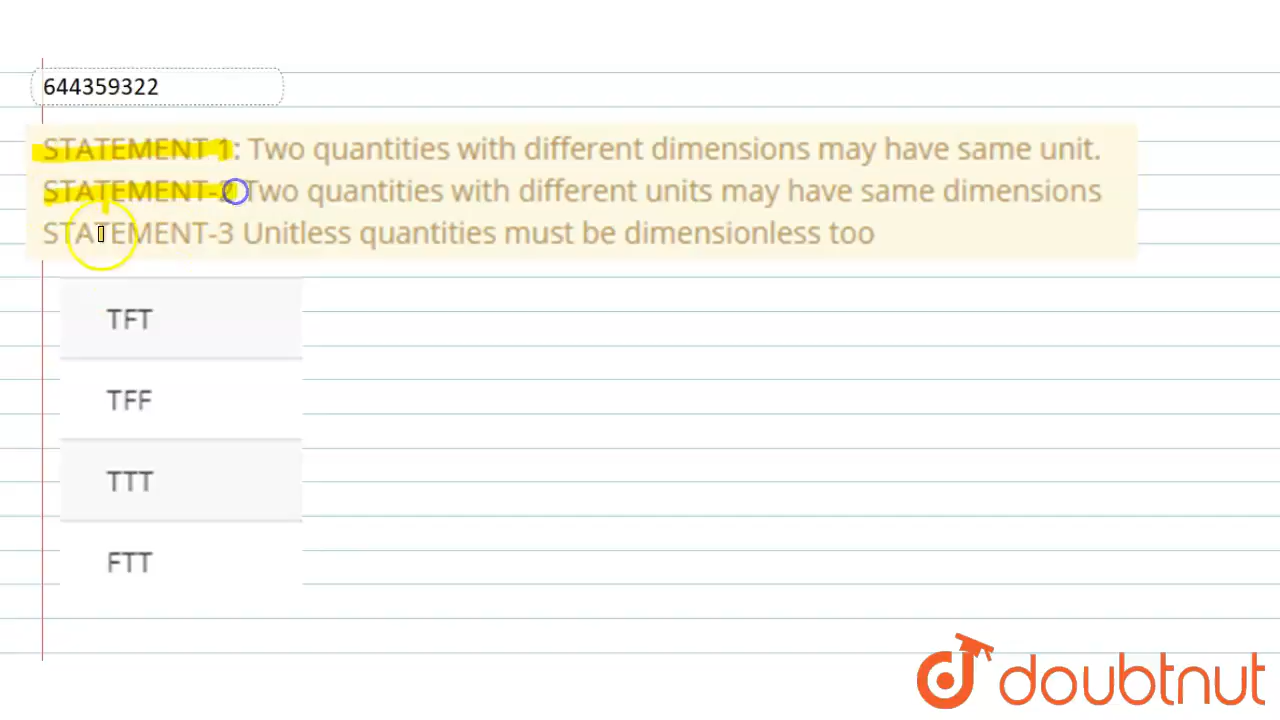 644359322
STATEMENT 1: Two quantities with different dimensions may have same unit.
STATEMENT-2 Two quantities with different units may have same dimensions
STATEMENT-3 Unitless quantities must be dimensionless too
TFT
TFF
TTT
FTT
doubtnut